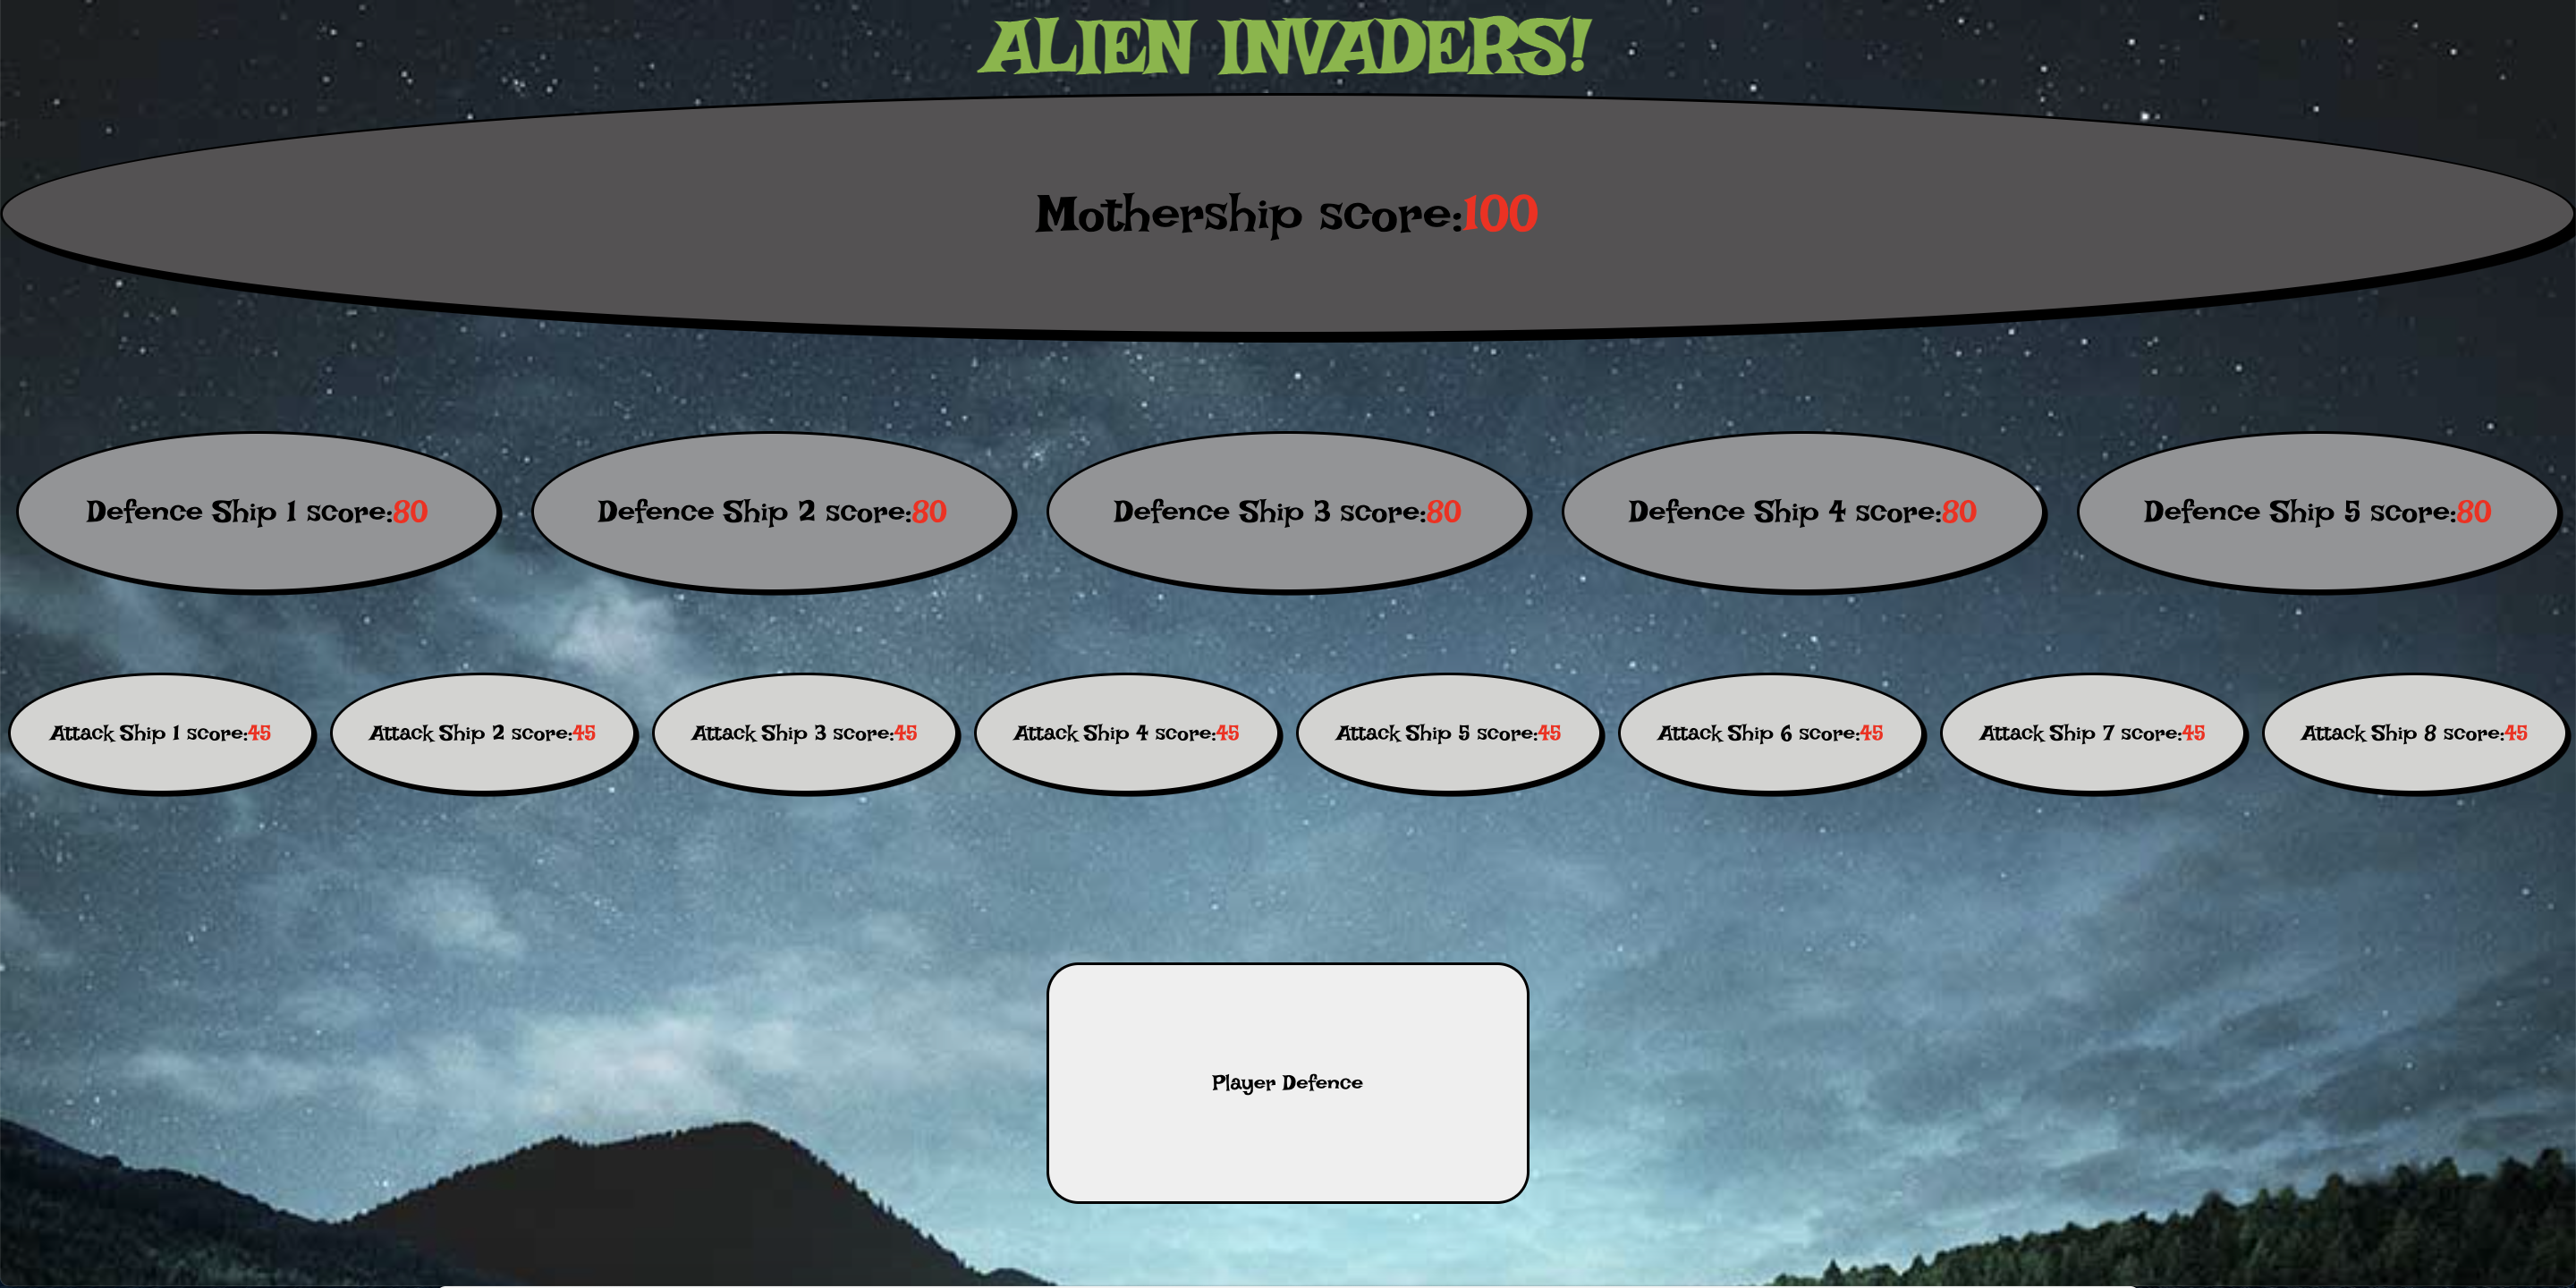 ALIEN INVADERS!
Mothership score:100
Defence Ship 1 score:80
Defence Ship 2 score:80
Defence Ship 3 score:80
Defence Ship 4 score:80
Defence Ship 5 score:80
Attack Ship 1 score:45
Attack Ship 2 score:45
Attack Ship 3 score:45
Attack Ship 4 score:45
Attack Ship 5 score:45
Attack Ship 6 score:45
Attack Ship 7 score:45
Attack Ship 8 score:45
Player Defence